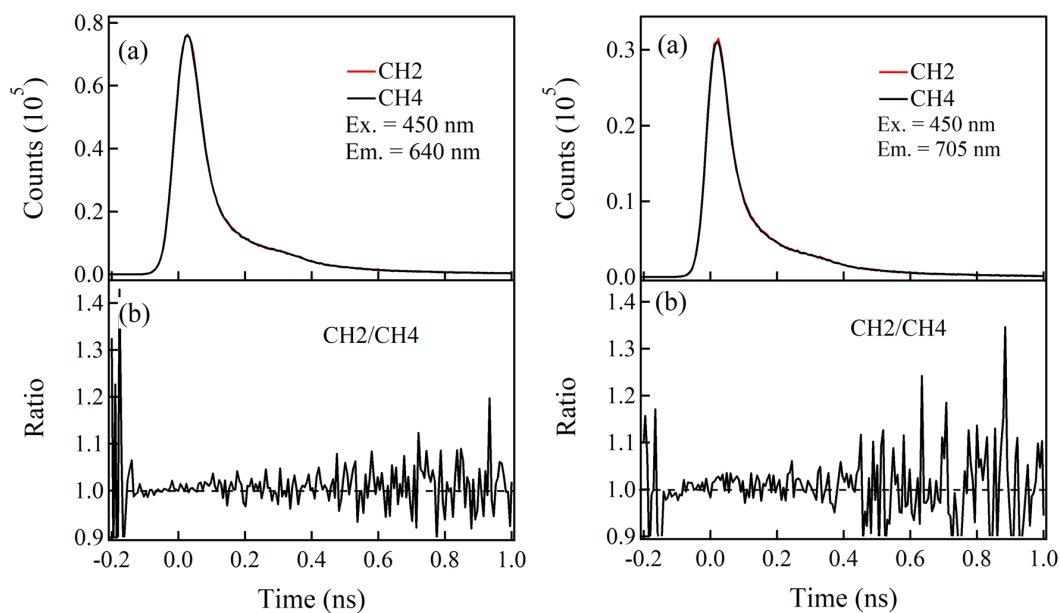 (a)
CH2
CH4
Ex. = 450 nm
Em. = 640 nm
Counts (10^5)
0.8
0.6
0.4
0.2
0.0
(b)
CH2/CH4
Ratio
1.4
1.3
1.2
1.1
1.0
0.9
-0.2 0.0 0.2 0.4 0.6 0.8 1.0
Time (ns)
(a)
CH2
CH4
Ex. = 450 nm
Em. = 705 nm
Counts (10^5)
0.3
0.2
0.1
0.0
(b)
CH2/CH4
Ratio
1.4
1.3
1.2
1.1
1.0
0.9
-0.2 0.0 0.2 0.4 0.6 0.8 1.0
Time (ns)